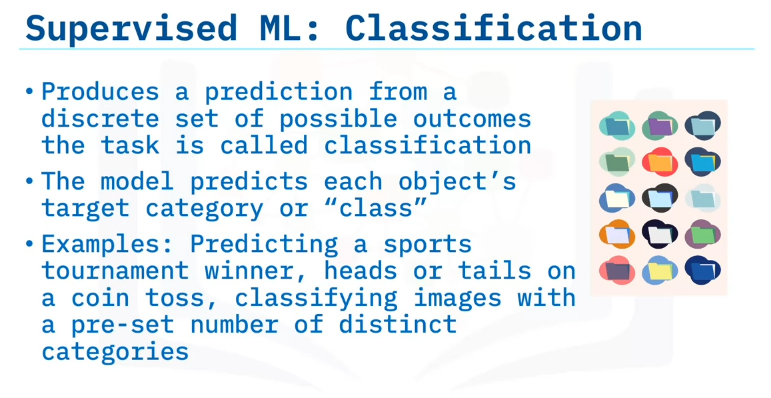 Supervised ML: Classification
• Produces a prediction from a
discrete set of possible outcomes
the task is called classification
• The model predicts each object's
target category or “class”
• Examples: Predicting a sports
tournament winner, heads or tails on
a coin toss, classifying images with
a pre-set number of distinct
categories